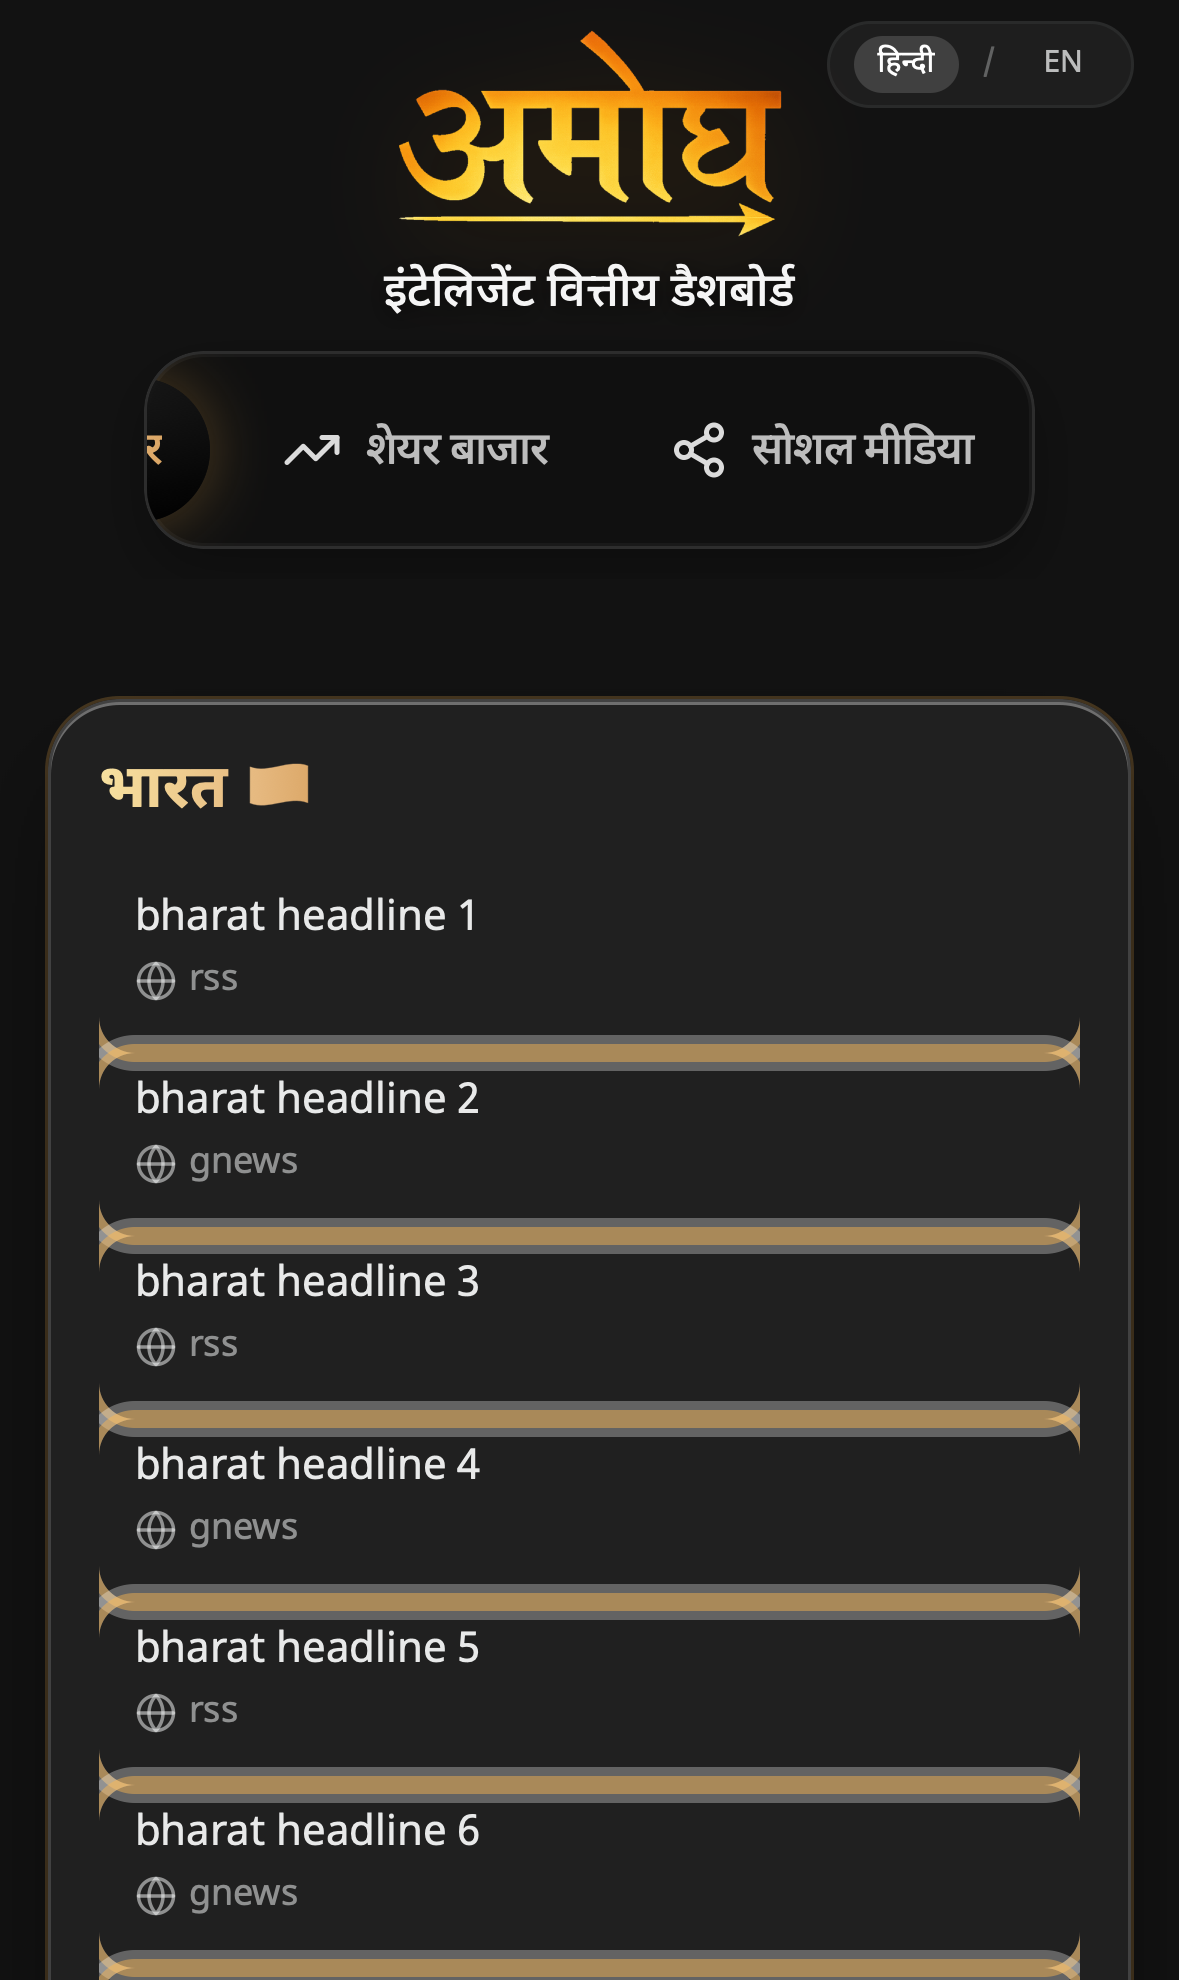 हिन्दी / EN
अमोघ
इंटेलिजेंट वित्तीय डैशबोर्ड
र शेयर बाजार सोशल मीडिया
भारत
bharat headline 1
rss
bharat headline 2
gnews
bharat headline 3
rss
bharat headline 4
gnews
bharat headline 5
rss
bharat headline 6
gnews